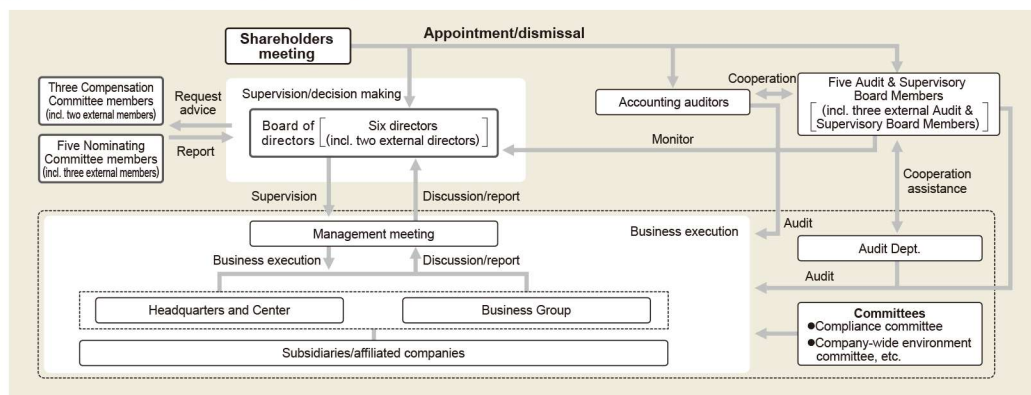 Shareholders
meeting
Appointment/dismissal
Three Compensation
Committee members
(incl. two external members)
Request
advice
Five Nominating
Committee members
(incl. three external members)
Report
Supervision/decision making
Board of
directors
Six directors
(incl. two external directors)
Accounting auditors
Cooperation
Five Audit & Supervisory
Board Members
(incl. three external Audit &
Supervisory Board Members)
Monitor
Cooperation
assistance
Supervision
Discussion/report
Management meeting
Business execution
Audit
Audit Dept.
Business execution
Discussion/report
Audit
Headquarters and Center
Business Group
Subsidiaries/affiliated companies
Committees
●Compliance committee
●Company-wide environment
committee, etc.